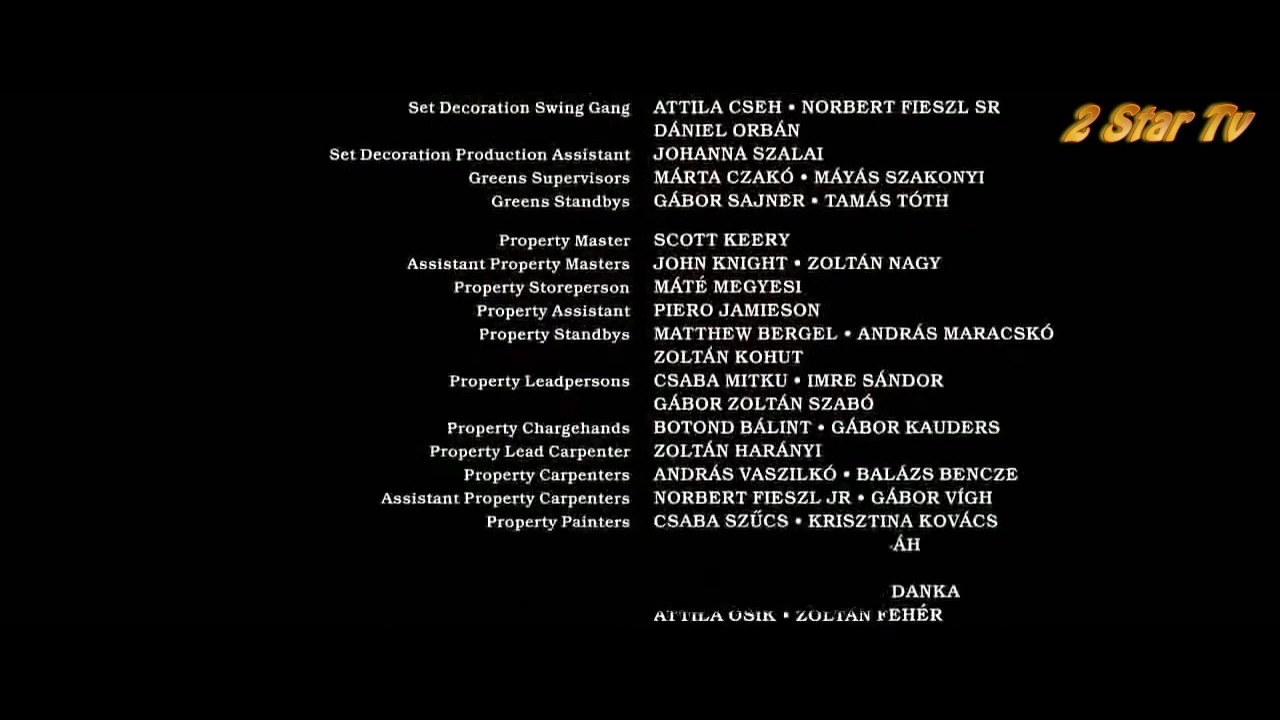 Set Decoration Swing Gang ATTILA CSEH • NORBERT FIESZL SR
2 Star Tv
DÁNIEL ORBÁN
Set Decoration Production Assistant JOHANNA SZALAI
Greens Supervisors MÁRTA CZAKÓ • MÁYÁS SZAKONYI
Greens Standbys GÁBOR SAJNER • TAMÁS TÓTH
Property Master SCOTT KEERY
Assistant Property Masters JOHN KNIGHT • ZOLTÁN NAGY
Property Storeperson MÁTÉ MEGYESI
Property Assistant PIERO JAMIESON
Property Standbys MATTHEW BERGEL • ANDRÁS MARACSKÓ
ZOLTÁN KOHUT
Property Leadpersons CSABA MITKU • IMRE SÁNDOR
GÁBOR ZOLTÁN SZABÓ
Property Chargehands BOTOND BÁLINT • GÁBOR KAUDERS
Property Lead Carpenter ZOLTÁN HARÁNYI
Property Carpenters ANDRÁS VASZILKÓ • BALÁZS BENCZE
Assistant Property Carpenters NORBERT FIESZL JR • GÁBOR VÍGH
Property Painters CSABA SZŰCS • KRISZTINA KOVÁCS
ÁH
DANKA
ATTILA • ZOLTÁN FEHÉR